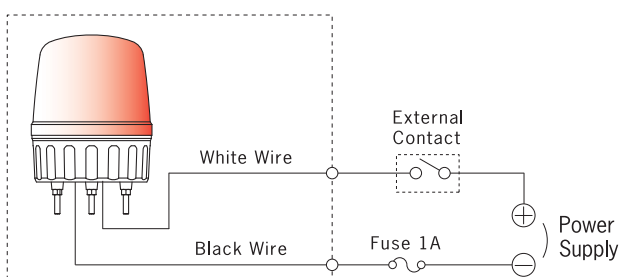 External
Contact
White Wire
Power
Supply
Black Wire
Fuse 1A